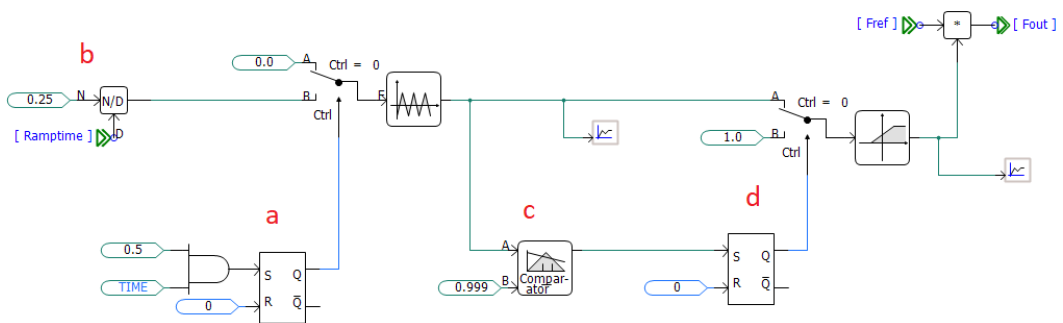 [ Fref ]
*
[ Fout ]
b
0.0
A
Ctrl = 0
0.25
N
N/D
B
F
A
Ctrl = 0
Ctrl
[ Ramptime ]
D
1.0
B
Ctrl
a
c
d
0.5
S
Q
A
Compar-
ator
S
Q
TIME
R
Q
0
0.999
B
0
R
Q